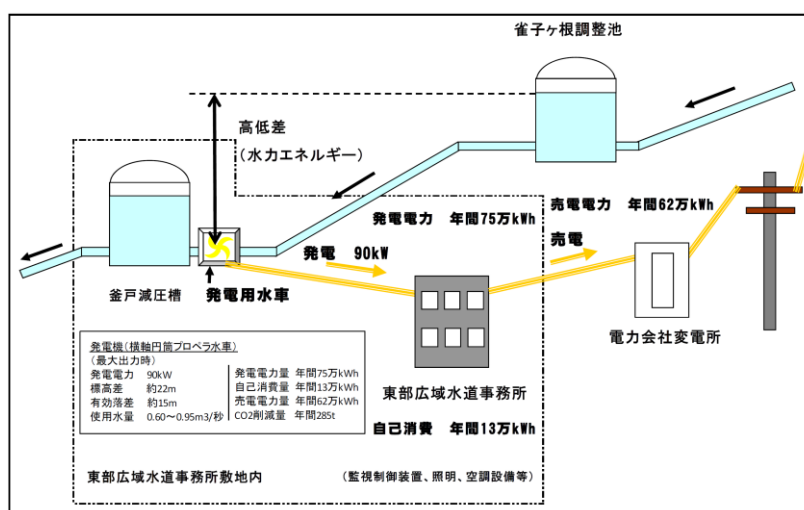 雀子ヶ根調整池
高低差
(水力エネルギー)
発電電力　年間75万kWh
売電電力　年間62万kWh
発電　90kW
売電
釜戸減圧槽
発電用水車
電力会社変電所
発電機(横軸円筒プロペラ水車)
(最大出力時)
発電電力　90kW
標高差　約22m
有効落差　約15m
使用水量　0.60～0.95m3/秒
発電電力量　年間75万kWh
自己消費量　年間13万kWh
売電電力量　年間62万kWh
CO2削減量　年間285t
東部広域水道事務所
自己消費　年間13万kWh
東部広域水道事務所敷地内
(監視制御装置、照明、空調設備等)